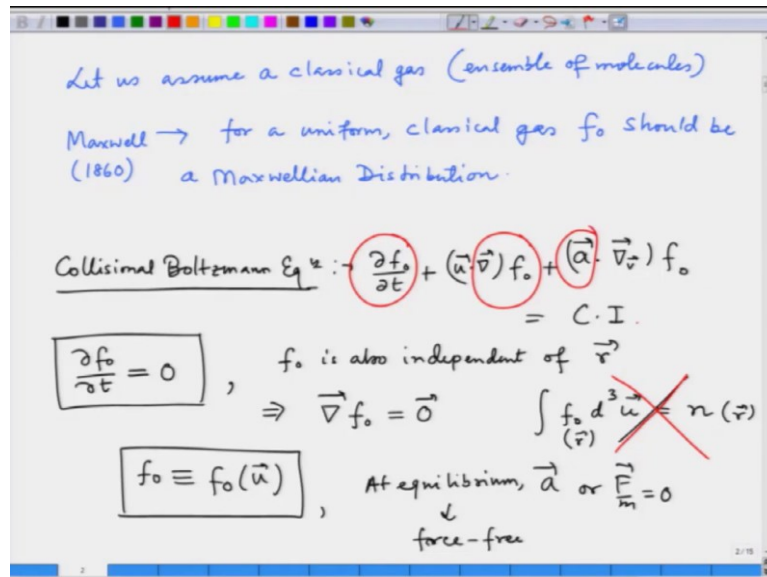 Let us assume a classical gas (ensemble of molecules)
Maxwell → for a uniform, classical gas f₀ should be
(1860) a Maxwellian Distribution.
Collisional Boltzmann Eqⁿ :- ∂f₀/∂t + (u⃗·∇⃗) f₀ + (a⃗·∇⃗ᵥ) f₀
= C.I.
∂f₀/∂t = 0 , f₀ is also independent of r⃗
⇒ ∇⃗ f₀ = 0⃗ ∫ f₀ (r⃗) d³u⃗ = n(r⃗)
f₀ ≡ f₀(u⃗) , At equilibrium, a⃗ or F⃗/m = 0
↓
force-free
2/15
2